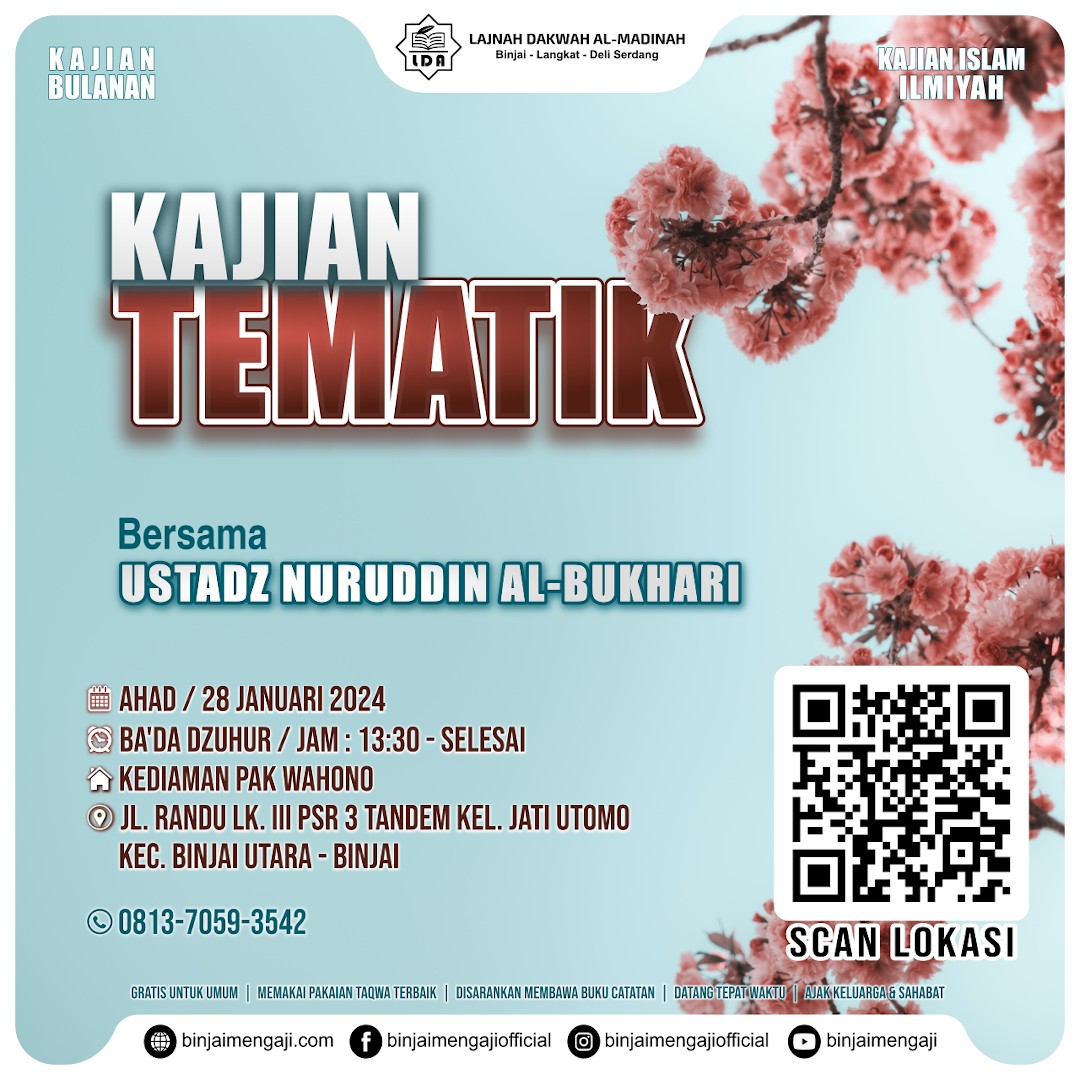 KAJIAN
BULANAN
LDA
LAJNAH DAKWAH AL-MADINAH
Binjai - Langkat - Deli Serdang
KAJIAN ISLAM
ILMIYAH
KAJIAN
TEMATIK
Bersama
USTADZ NURUDDIN AL-BUKHARI
AHAD / 28 JANUARI 2024
BA'DA DZUHUR / JAM : 13:30 - SELESAI
KEDIAMAN PAK WAHONO
JL. RANDU LK. III PSR 3 TANDEM KEL. JATI UTOMO
KEC. BINJAI UTARA - BINJAI
0813-7059-3542
SCAN LOKASI
GRATIS UNTUK UMUM | MEMAKAI PAKAIAN TAQWA TERBAIK | DISARANKAN MEMBAWA BUKU CATATAN | DATANG TEPAT WAKTU | AJAK KELUARGA & SAHABAT
binjaimengaji.com binjaimengajiofficial binjaimengajiofficial binjaimengaji